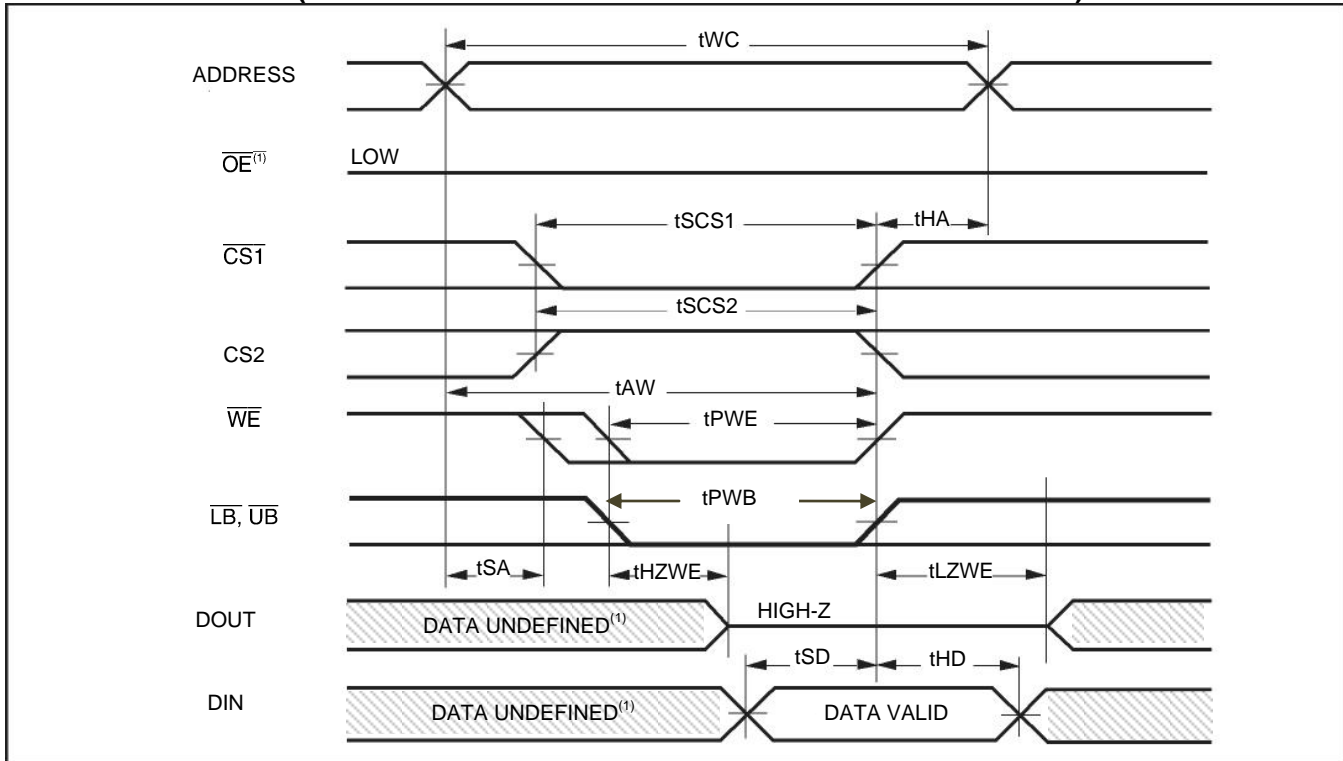 tWC
ADDRESS
OE(1)
LOW
tSCS1
tHA
CS1
tSCS2
CS2
tAW
WE
tPWE
LB, UB
tPWB
tSA
tHZWE
tLZWE
DOUT
DATA UNDEFINED(1)
HIGH-Z
tSD
tHD
DIN
DATA UNDEFINED(1)
DATA VALID